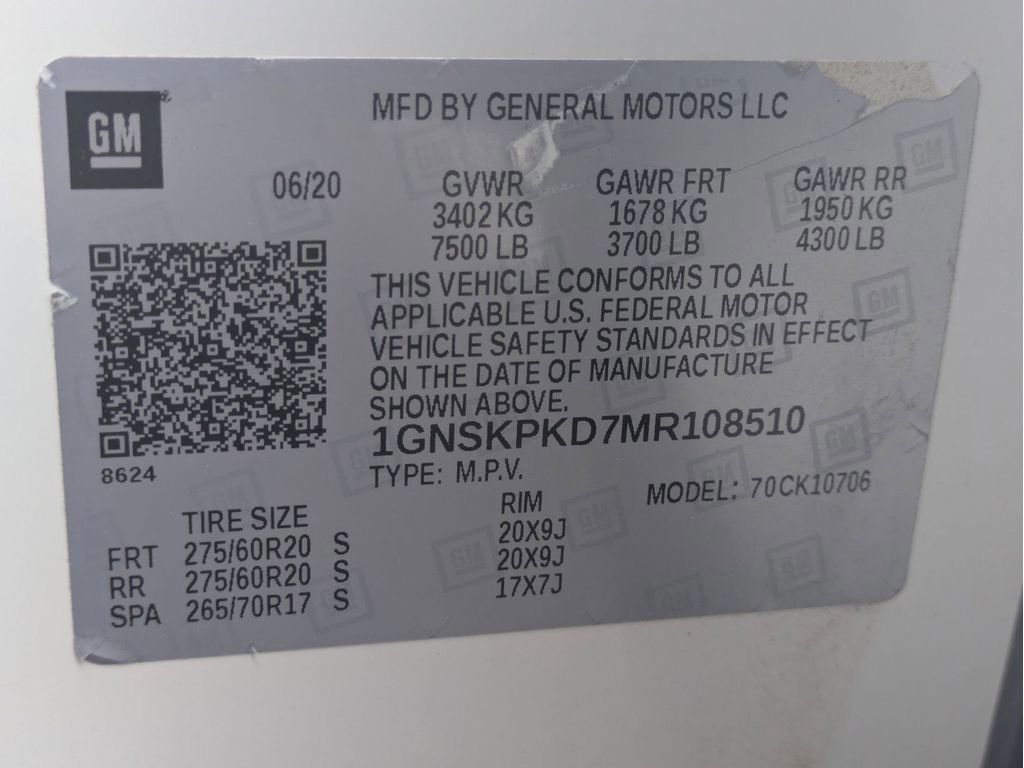 GM
MFD BY GENERAL MOTORS LLC
06/20
GVWR GAWR FRT GAWR RR
3402 KG 1678 KG 1950 KG
7500 LB 3700 LB 4300 LB
THIS VEHICLE CONFORMS TO ALL
APPLICABLE U.S. FEDERAL MOTOR
VEHICLE SAFETY STANDARDS IN EFFECT
ON THE DATE OF MANUFACTURE
SHOWN ABOVE.
1GNSKPKD7MR108510
8624
TYPE: M.P.V. MODEL: 70CK10706
TIRE SIZE RIM
FRT 275/60R20 S 20X9J
RR 275/60R20 S 20X9J
SPA 265/70R17 S 17X7J